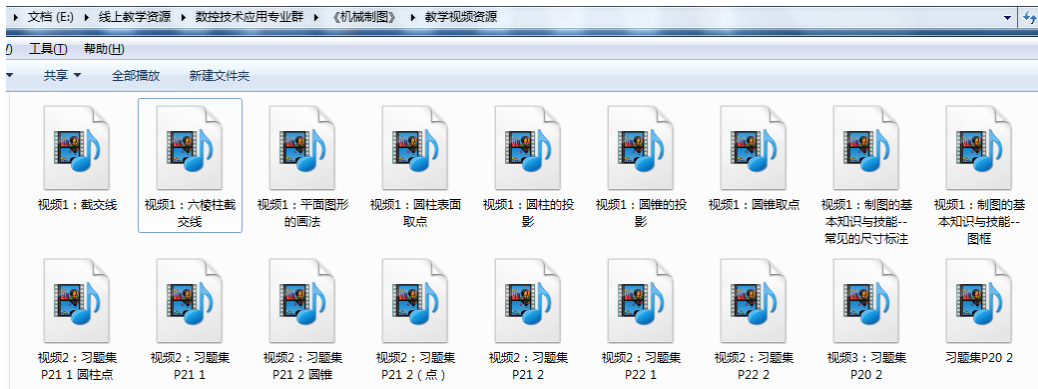 文档 (E:) 线上教学资源 数控技术应用专业群 《机械制图》 教学视频资源
工具(T) 帮助(H)
共享 全部播放 新建文件夹
视频1：截交线
视频1：六棱柱截
交线
视频1：平面图形
的画法
视频1：圆柱表面
取点
视频1：圆柱的投
影
视频1：圆锥的投
影
视频1：圆锥取点
视频1：制图的基
本知识与技能--
常见的尺寸标注
视频1：制图的基
本知识与技能--
图框
视频2：习题集
P21 1 圆柱点
视频2：习题集
P21 1
视频2：习题集
P21 2 圆锥
视频2：习题集
P21 2（点）
视频2：习题集
P21 2
视频2：习题集
P22 1
视频2：习题集
P22 2
视频3：习题集
P20 2
习题集P20 2